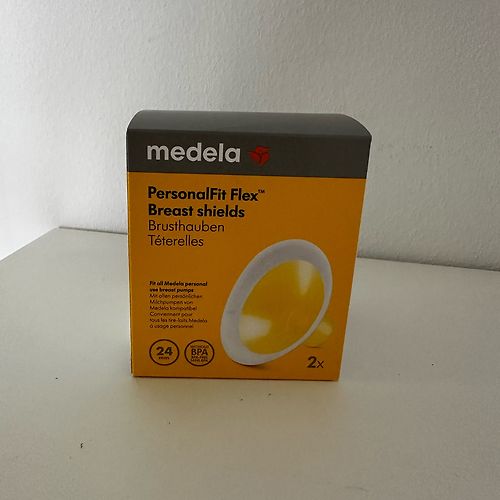 medela
PersonalFit Flex™
Breast shields
Brusthauben
Téterelles
Fit all Medela personal
use breast pumps
Mit allen persönlichen
Milchpumpen von
Medela kompatibel
Conviennent pour
tous les tire-laits Medela
à usage personnel
24
BPA
2x